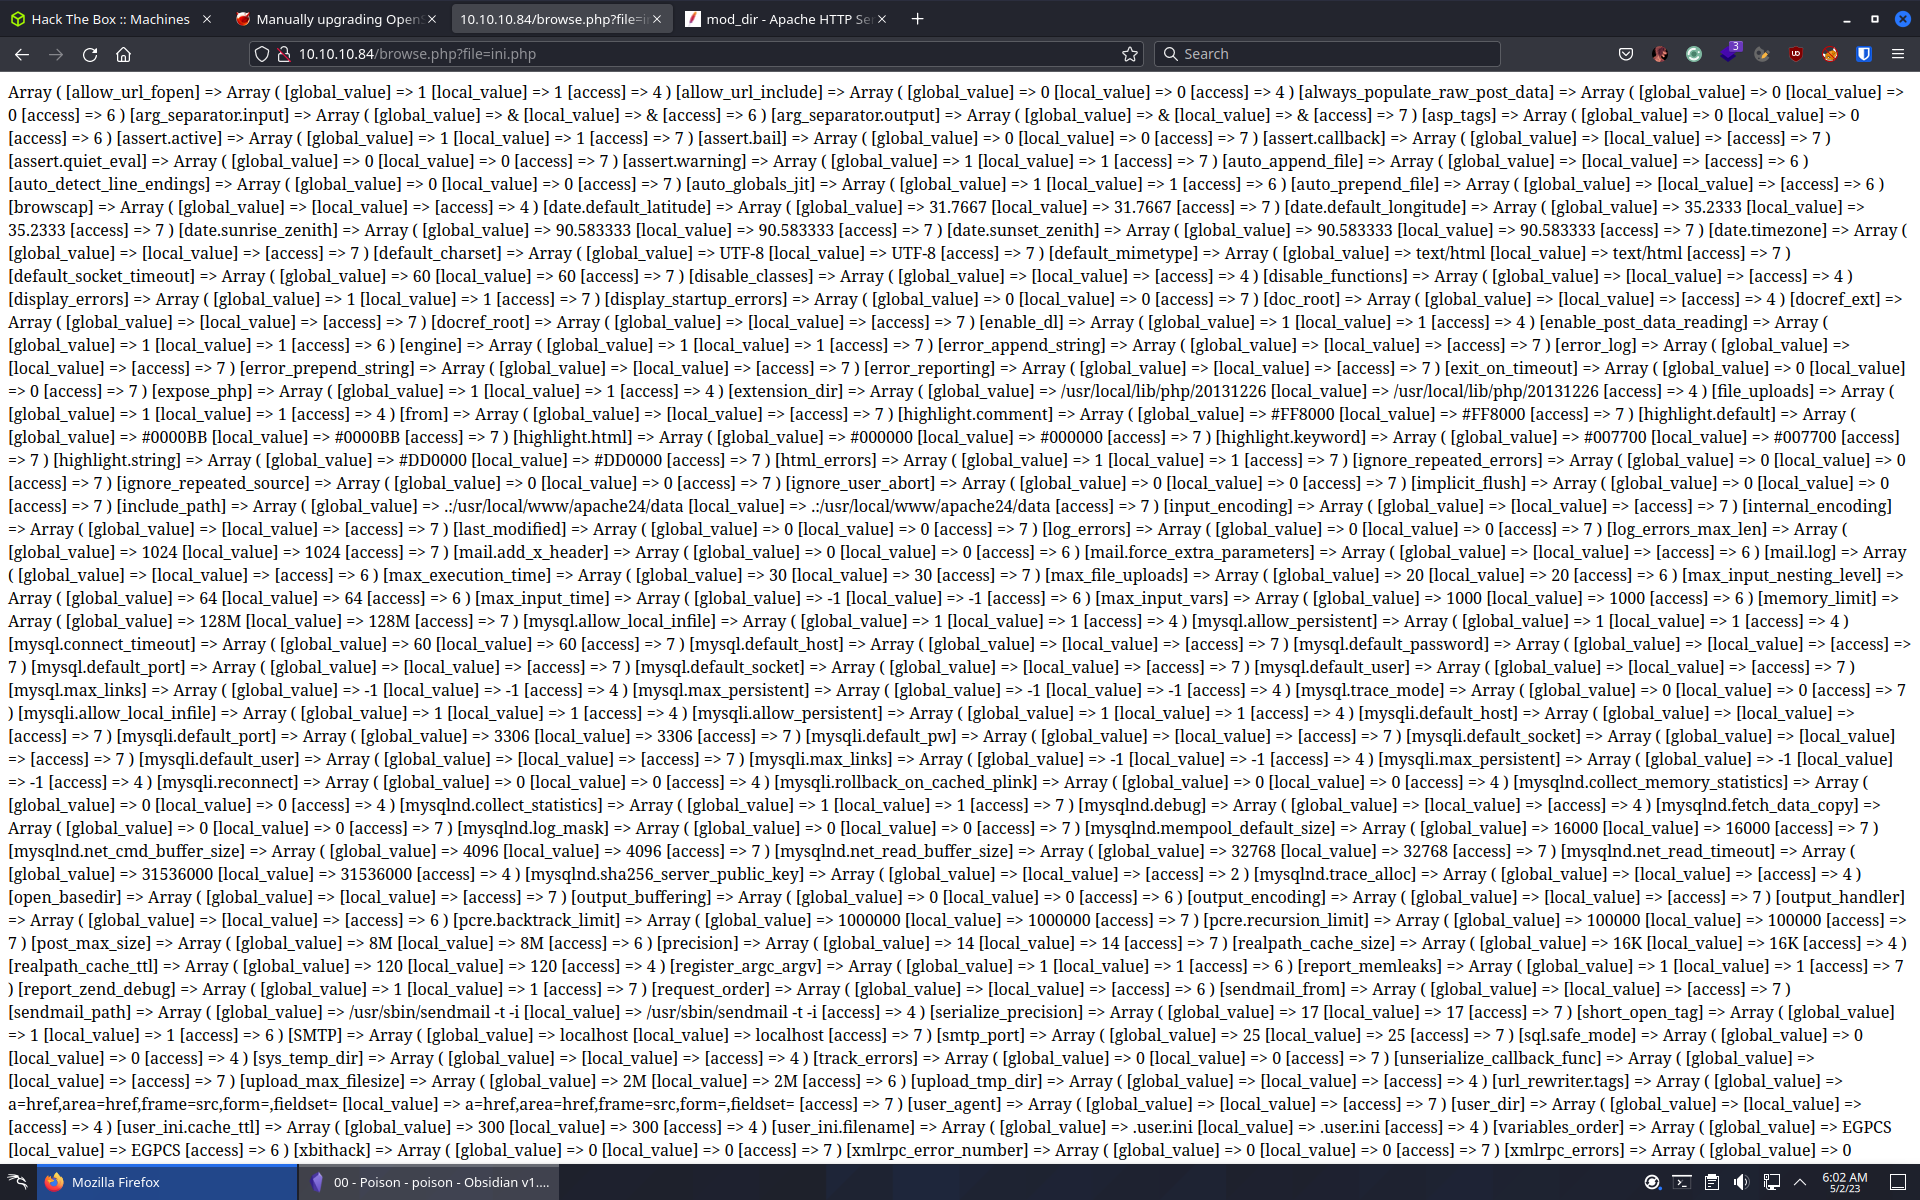 Hack The Box :: Machines
Manually upgrading Open
10.10.10.84/browse.php?file=i
mod_dir - Apache HTTP Se
10.10.10.84/browse.php?file=ini.php
Search
3
Array ( [allow_url_fopen] => Array ( [global_value] => 1 [local_value] => 1 [access] => 4 ) [allow_url_include] => Array ( [global_value] => 0 [local_value] => 0 [access] => 4 ) [always_populate_raw_post_data] => Array ( [global_value] => 0 [local_value] =>
0 [access] => 6 ) [arg_separator.input] => Array ( [global_value] => & [local_value] => & [access] => 6 ) [arg_separator.output] => Array ( [global_value] => & [local_value] => & [access] => 7 ) [asp_tags] => Array ( [global_value] => 0 [local_value] => 0
[access] => 6 ) [assert.active] => Array ( [global_value] => 1 [local_value] => 1 [access] => 7 ) [assert.bail] => Array ( [global_value] => 0 [local_value] => 0 [access] => 7 ) [assert.callback] => Array ( [global_value] => [local_value] => [access] => 7 )
[assert.quiet_eval] => Array ( [global_value] => 0 [local_value] => 0 [access] => 7 ) [assert.warning] => Array ( [global_value] => 1 [local_value] => 1 [access] => 7 ) [auto_append_file] => Array ( [global_value] => [local_value] => [access] => 6 )
[auto_detect_line_endings] => Array ( [global_value] => 0 [local_value] => 0 [access] => 7 ) [auto_globals_jit] => Array ( [global_value] => 1 [local_value] => 1 [access] => 6 ) [auto_prepend_file] => Array ( [global_value] => [local_value] => [access] => 6 )
[browscap] => Array ( [global_value] => [local_value] => [access] => 4 ) [date.default_latitude] => Array ( [global_value] => 31.7667 [local_value] => 31.7667 [access] => 7 ) [date.default_longitude] => Array ( [global_value] => 35.2333 [local_value] =>
35.2333 [access] => 7 ) [date.sunrise_zenith] => Array ( [global_value] => 90.583333 [local_value] => 90.583333 [access] => 7 ) [date.sunset_zenith] => Array ( [global_value] => 90.583333 [local_value] => 90.583333 [access] => 7 ) [date.timezone] => Array (
[global_value] => [local_value] => [access] => 7 ) [default_charset] => Array ( [global_value] => UTF-8 [local_value] => UTF-8 [access] => 7 ) [default_mimetype] => Array ( [global_value] => text/html [local_value] => text/html [access] => 7 )
[default_socket_timeout] => Array ( [global_value] => 60 [local_value] => 60 [access] => 7 ) [disable_classes] => Array ( [global_value] => [local_value] => [access] => 4 ) [disable_functions] => Array ( [global_value] => [local_value] => [access] => 4 )
[display_errors] => Array ( [global_value] => 1 [local_value] => 1 [access] => 7 ) [display_startup_errors] => Array ( [global_value] => 0 [local_value] => 0 [access] => 7 ) [doc_root] => Array ( [global_value] => [local_value] => [access] => 4 ) [docref_ext] =>
Array ( [global_value] => [local_value] => [access] => 7 ) [docref_root] => Array ( [global_value] => [local_value] => [access] => 7 ) [enable_dl] => Array ( [global_value] => 1 [local_value] => 1 [access] => 4 ) [enable_post_data_reading] => Array (
[global_value] => 1 [local_value] => 1 [access] => 6 ) [engine] => Array ( [global_value] => 1 [local_value] => 1 [access] => 7 ) [error_append_string] => Array ( [global_value] => [local_value] => [access] => 7 ) [error_log] => Array ( [global_value] =>
[local_value] => [access] => 7 ) [error_prepend_string] => Array ( [global_value] => [local_value] => [access] => 7 ) [error_reporting] => Array ( [global_value] => [local_value] => [access] => 7 ) [exit_on_timeout] => Array ( [global_value] => 0 [local_value]
=> 0 [access] => 7 ) [expose_php] => Array ( [global_value] => 1 [local_value] => 1 [access] => 4 ) [extension_dir] => Array ( [global_value] => /usr/local/lib/php/20131226 [local_value] => /usr/local/lib/php/20131226 [access] => 4 ) [file_uploads] => Array (
[global_value] => 1 [local_value] => 1 [access] => 4 ) [from] => Array ( [global_value] => [local_value] => [access] => 7 ) [highlight.comment] => Array ( [global_value] => #FF8000 [local_value] => #FF8000 [access] => 7 ) [highlight.default] => Array (
[global_value] => #0000BB [local_value] => #0000BB [access] => 7 ) [highlight.html] => Array ( [global_value] => #000000 [local_value] => #000000 [access] => 7 ) [highlight.keyword] => Array ( [global_value] => #007700 [local_value] => #007700 [access]
=> 7 ) [highlight.string] => Array ( [global_value] => #DD0000 [local_value] => #DD0000 [access] => 7 ) [html_errors] => Array ( [global_value] => 1 [local_value] => 1 [access] => 7 ) [ignore_repeated_errors] => Array ( [global_value] => 0 [local_value] => 0
[access] => 7 ) [ignore_repeated_source] => Array ( [global_value] => 0 [local_value] => 0 [access] => 7 ) [ignore_user_abort] => Array ( [global_value] => 0 [local_value] => 0 [access] => 7 ) [implicit_flush] => Array ( [global_value] => 0 [local_value] => 0
[access] => 7 ) [include_path] => Array ( [global_value] => .:/usr/local/www/apache24/data [local_value] => .:/usr/local/www/apache24/data [access] => 7 ) [input_encoding] => Array ( [global_value] => [local_value] => [access] => 7 ) [internal_encoding]
=> Array ( [global_value] => [local_value] => [access] => 7 ) [last_modified] => Array ( [global_value] => 0 [local_value] => 0 [access] => 7 ) [log_errors] => Array ( [global_value] => 0 [local_value] => 0 [access] => 7 ) [log_errors_max_len] => Array (
[global_value] => 1024 [local_value] => 1024 [access] => 7 ) [mail.add_x_header] => Array ( [global_value] => 0 [local_value] => 0 [access] => 6 ) [mail.force_extra_parameters] => Array ( [global_value] => [local_value] => [access] => 6 ) [mail.log] => Array
( [global_value] => [local_value] => [access] => 6 ) [max_execution_time] => Array ( [global_value] => 30 [local_value] => 30 [access] => 7 ) [max_file_uploads] => Array ( [global_value] => 20 [local_value] => 20 [access] => 6 ) [max_input_nesting_level] =>
Array ( [global_value] => 64 [local_value] => 64 [access] => 6 ) [max_input_time] => Array ( [global_value] => -1 [local_value] => -1 [access] => 6 ) [max_input_vars] => Array ( [global_value] => 1000 [local_value] => 1000 [access] => 6 ) [memory_limit] =>
Array ( [global_value] => 128M [local_value] => 128M [access] => 7 ) [mysql.allow_local_infile] => Array ( [global_value] => 1 [local_value] => 1 [access] => 4 ) [mysql.allow_persistent] => Array ( [global_value] => 1 [local_value] => 1 [access] => 4 )
[mysql.connect_timeout] => Array ( [global_value] => 60 [local_value] => 60 [access] => 7 ) [mysql.default_host] => Array ( [global_value] => [local_value] => [access] => 7 ) [mysql.default_password] => Array ( [global_value] => [local_value] => [access] =>
7 ) [mysql.default_port] => Array ( [global_value] => [local_value] => [access] => 7 ) [mysql.default_socket] => Array ( [global_value] => [local_value] => [access] => 7 ) [mysql.default_user] => Array ( [global_value] => [local_value] => [access] => 7 )
[mysql.max_links] => Array ( [global_value] => -1 [local_value] => -1 [access] => 4 ) [mysql.max_persistent] => Array ( [global_value] => -1 [local_value] => -1 [access] => 4 ) [mysql.trace_mode] => Array ( [global_value] => 0 [local_value] => 0 [access] => 7
) [mysqli.allow_local_infile] => Array ( [global_value] => 1 [local_value] => 1 [access] => 4 ) [mysqli.allow_persistent] => Array ( [global_value] => 1 [local_value] => 1 [access] => 4 ) [mysqli.default_host] => Array ( [global_value] => [local_value] =>
[access] => 7 ) [mysqli.default_port] => Array ( [global_value] => 3306 [local_value] => 3306 [access] => 7 ) [mysqli.default_pw] => Array ( [global_value] => [local_value] => [access] => 7 ) [mysqli.default_socket] => Array ( [global_value] => [local_value]
=> [access] => 7 ) [mysqli.default_user] => Array ( [global_value] => [local_value] => [access] => 7 ) [mysqli.max_links] => Array ( [global_value] => -1 [local_value] => -1 [access] => 4 ) [mysqli.max_persistent] => Array ( [global_value] => -1 [local_value]
=> -1 [access] => 4 ) [mysqli.reconnect] => Array ( [global_value] => 0 [local_value] => 0 [access] => 4 ) [mysqli.rollback_on_cached_plink] => Array ( [global_value] => 0 [local_value] => 0 [access] => 4 ) [mysqlnd.collect_memory_statistics] => Array (
[global_value] => 0 [local_value] => 0 [access] => 4 ) [mysqlnd.collect_statistics] => Array ( [global_value] => 1 [local_value] => 1 [access] => 7 ) [mysqlnd.debug] => Array ( [global_value] => [local_value] => [access] => 4 ) [mysqlnd.fetch_data_copy] =>
Array ( [global_value] => 0 [local_value] => 0 [access] => 7 ) [mysqlnd.log_mask] => Array ( [global_value] => 0 [local_value] => 0 [access] => 7 ) [mysqlnd.mempool_default_size] => Array ( [global_value] => 16000 [local_value] => 16000 [access] => 7 )
[mysqlnd.net_cmd_buffer_size] => Array ( [global_value] => 4096 [local_value] => 4096 [access] => 7 ) [mysqlnd.net_read_buffer_size] => Array ( [global_value] => 32768 [local_value] => 32768 [access] => 7 ) [mysqlnd.net_read_timeout] => Array (
[global_value] => 31536000 [local_value] => 31536000 [access] => 4 ) [mysqlnd.sha256_server_public_key] => Array ( [global_value] => [local_value] => [access] => 2 ) [mysqlnd.trace_alloc] => Array ( [global_value] => [local_value] => [access] => 4 )
[open_basedir] => Array ( [global_value] => [local_value] => [access] => 7 ) [output_buffering] => Array ( [global_value] => 0 [local_value] => 0 [access] => 6 ) [output_encoding] => Array ( [global_value] => [local_value] => [access] => 7 ) [output_handler]
=> Array ( [global_value] => [local_value] => [access] => 6 ) [pcre.backtrack_limit] => Array ( [global_value] => 1000000 [local_value] => 1000000 [access] => 7 ) [pcre.recursion_limit] => Array ( [global_value] => 100000 [local_value] => 100000 [access] =>
7 ) [post_max_size] => Array ( [global_value] => 8M [local_value] => 8M [access] => 6 ) [precision] => Array ( [global_value] => 14 [local_value] => 14 [access] => 7 ) [realpath_cache_size] => Array ( [global_value] => 16K [local_value] => 16K [access] => 4 )
[realpath_cache_ttl] => Array ( [global_value] => 120 [local_value] => 120 [access] => 4 ) [register_argc_argv] => Array ( [global_value] => 1 [local_value] => 1 [access] => 6 ) [report_memleaks] => Array ( [global_value] => 1 [local_value] => 1 [access] => 7
) [report_zend_debug] => Array ( [global_value] => 1 [local_value] => 1 [access] => 7 ) [request_order] => Array ( [global_value] => [local_value] => [access] => 6 ) [sendmail_from] => Array ( [global_value] => [local_value] => [access] => 7 )
[sendmail_path] => Array ( [global_value] => /usr/sbin/sendmail -t -i [local_value] => /usr/sbin/sendmail -t -i [access] => 4 ) [serialize_precision] => Array ( [global_value] => 17 [local_value] => 17 [access] => 7 ) [short_open_tag] => Array ( [global_value]
=> 1 [local_value] => 1 [access] => 6 ) [SMTP] => Array ( [global_value] => localhost [local_value] => localhost [access] => 7 ) [smtp_port] => Array ( [global_value] => 25 [local_value] => 25 [access] => 7 ) [sql.safe_mode] => Array ( [global_value] => 0
[local_value] => 0 [access] => 4 ) [sys_temp_dir] => Array ( [global_value] => [local_value] => [access] => 4 ) [track_errors] => Array ( [global_value] => 0 [local_value] => 0 [access] => 7 ) [unserialize_callback_func] => Array ( [global_value] =>
[local_value] => [access] => 7 ) [upload_max_filesize] => Array ( [global_value] => 2M [local_value] => 2M [access] => 6 ) [upload_tmp_dir] => Array ( [global_value] => [local_value] => [access] => 4 ) [url_rewriter.tags] => Array ( [global_value] =>
a=href,area=href,frame=src,form=,fieldset= [local_value] => a=href,area=href,frame=src,form=,fieldset= [access] => 7 ) [user_agent] => Array ( [global_value] => [local_value] => [access] => 7 ) [user_dir] => Array ( [global_value] => [local_value] =>
[access] => 4 ) [user_ini.cache_ttl] => Array ( [global_value] => 300 [local_value] => 300 [access] => 4 ) [user_ini.filename] => Array ( [global_value] => .user.ini [local_value] => .user.ini [access] => 4 ) [variables_order] => Array ( [global_value] => EGPCS
[local_value] => EGPCS [access] => 6 ) [xbithack] => Array ( [global_value] => 0 [local_value] => 0 [access] => 7 ) [xmlrpc_error_number] => Array ( [global_value] => 0 [local_value] => 0 [access] => 7 ) [xmlrpc_errors] => Array ( [global_value] => 0
Mozilla Firefox
00 - Poison - poison - Obsidian v1....
6:02 AM
5/2/23